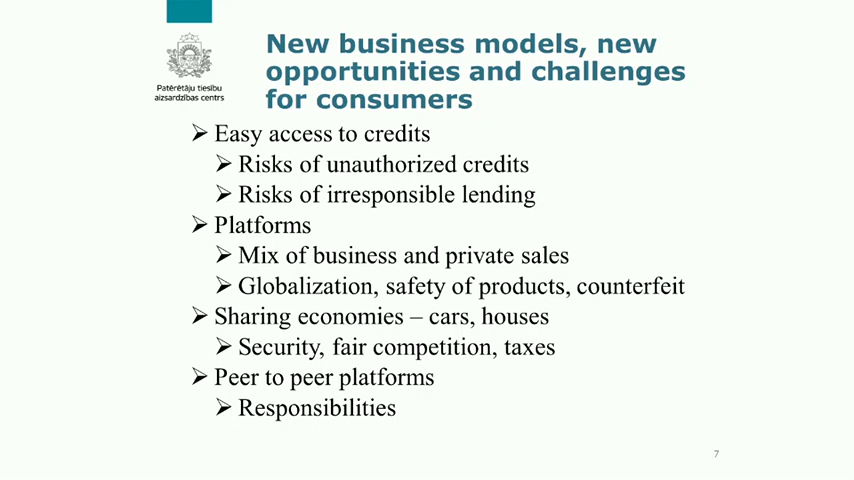 Patērētāju tiesību
aizsardzības centrs
New business models, new
opportunities and challenges
for consumers
Easy access to credits
Risks of unauthorized credits
Risks of irresponsible lending
Platforms
Mix of business and private sales
Globalization, safety of products, counterfeit
Sharing economies – cars, houses
Security, fair competition, taxes
Peer to peer platforms
Responsibilities
7